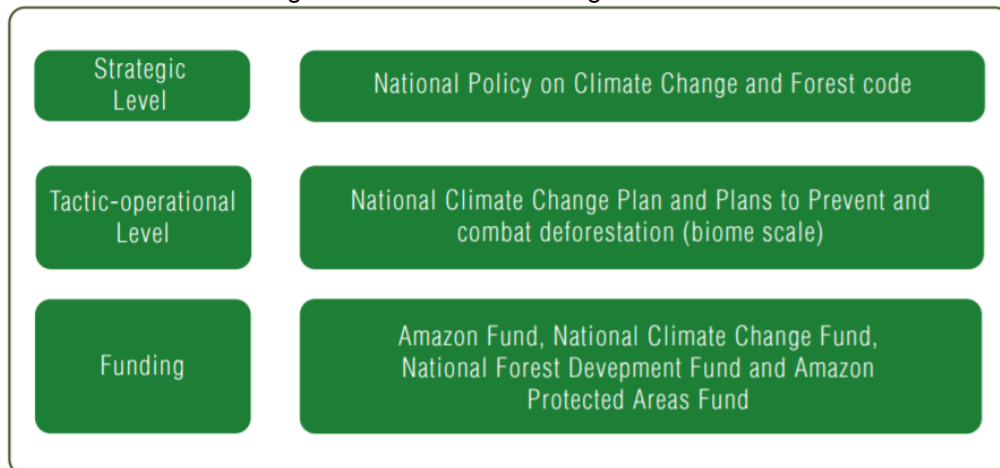 Strategic
Level
National Policy on Climate Change and Forest code
Tactic-operational
Level
National Climate Change Plan and Plans to Prevent and
combat deforestation (biome scale)
Funding
Amazon Fund, National Climate Change Fund,
National Forest Devepment Fund and Amazon
Protected Areas Fund